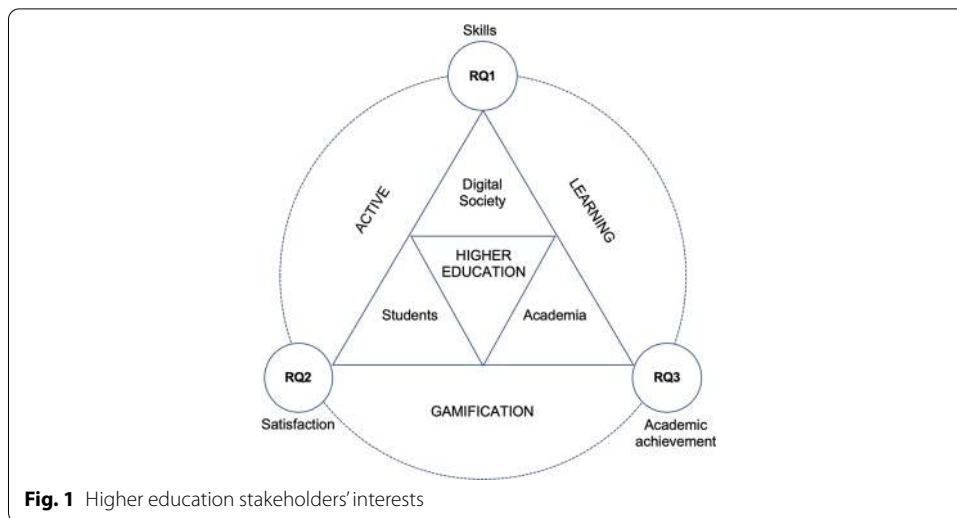 Skills
RQ1
Digital
Society
ACTIVE
LEARNING
HIGHER
EDUCATION
Students
Academia
RQ2
RQ3
GAMIFICATION
Satisfaction
Academic
achievement
Fig. 1 Higher education stakeholders' interests